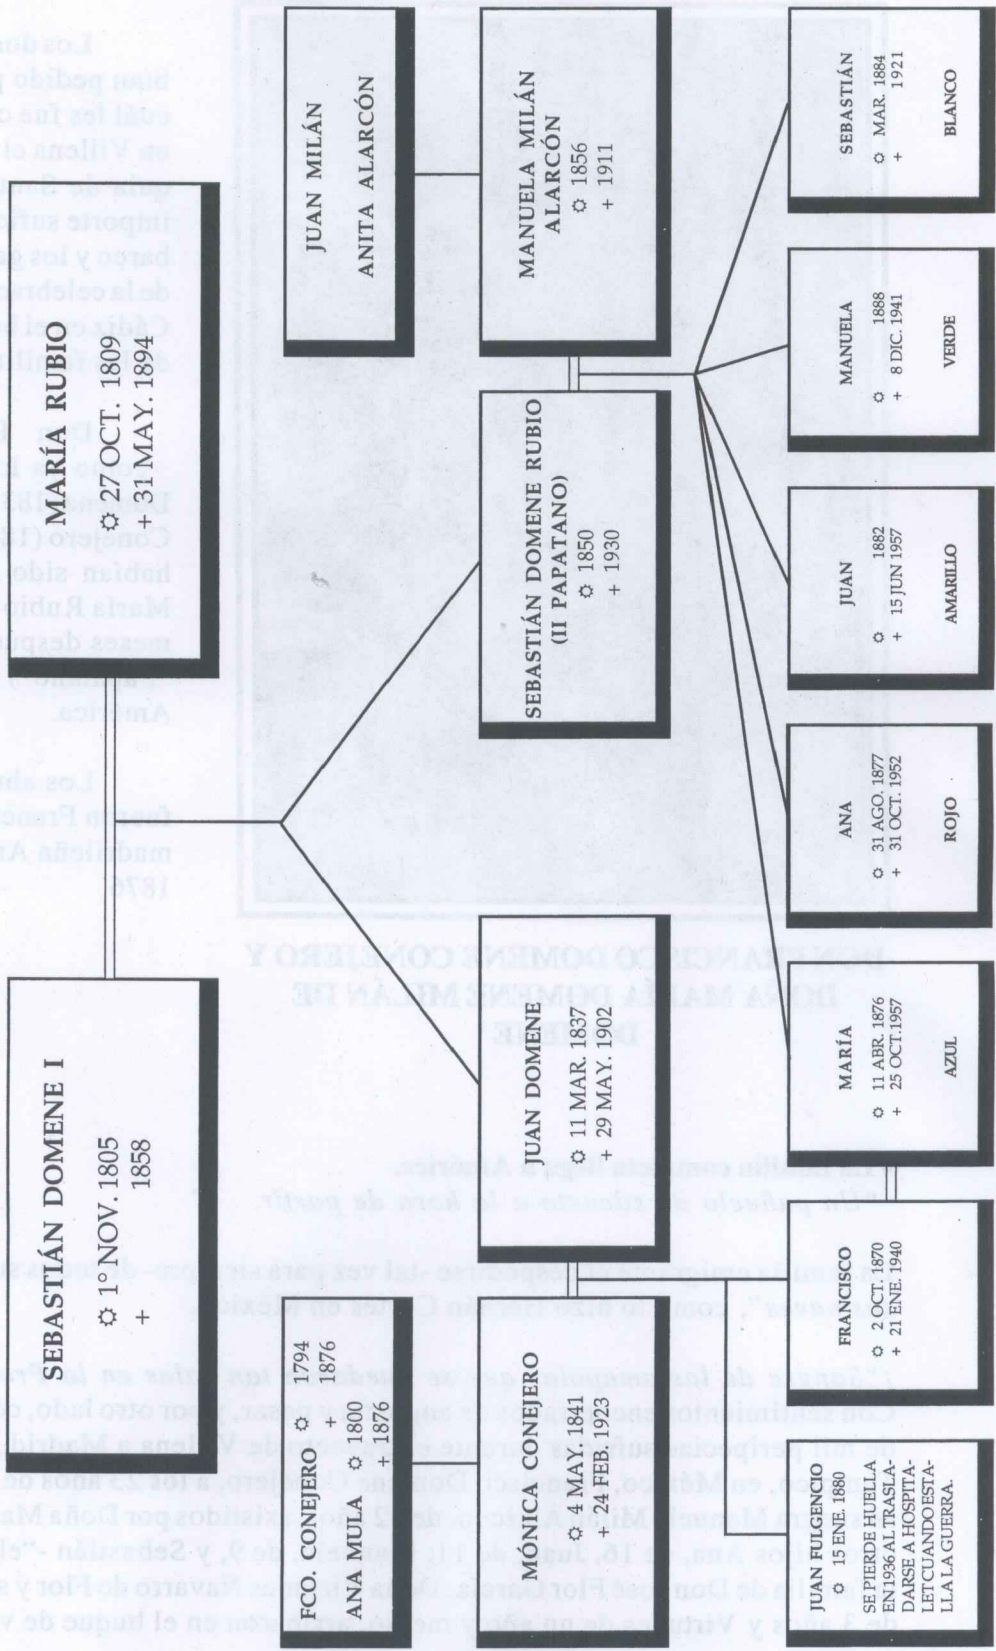 SEBASTÁN DOMENE I
✡ 1° NOV. 1805
+ 1858
MARÍA RUBIO
✡ 27 OCT. 1809
+ 31 MAY. 1894
FCO. CONEJERO ✡ 1794
+ 1876
ANA MUIA ✡ 1800
+ 1876
JUAN MILÁN
ANITA ALARCÓN
MONICA CONEJERO
✡ 4 MAY. 1841
+ 24 FEB. 1823
JUAN DOMENE
✡ 11 MAR. 1837
+ 29 MAY. 1902
SEBASTIÁN DOMENE RUBIO
(II PAPATANO)
✡ 1850
+ 1930
MANUELA MILÁN
ALARCÓN
✡ 1856
+ 1911
JUAN FULGENCIO
✡ 15 ENE. 1880
SE PIERDE HUELLA
EN 1936 AL TRASLA-
DARSE A HOSPITA-
LET CUANDO ESTA-
LLA LA GUERRA.
FRANCISCO
✡ 2 OCT. 1870
+ 21 ENE. 1940
MARÍA
✡ 11 ABR. 1876
+ 25 OCT.1957
AZUL
ANA
✡ 31 AGO. 1877
+ 31 OCT. 1952
ROJO
JUAN
✡ 1882
+ 15 JUN 1957
AMARILLO
MANUELA
✡ 1888
+ 8 DIC. 1941
VERDE
SEBASTIÁN
✡ MAR. 1884
+ 1921
BLANCO